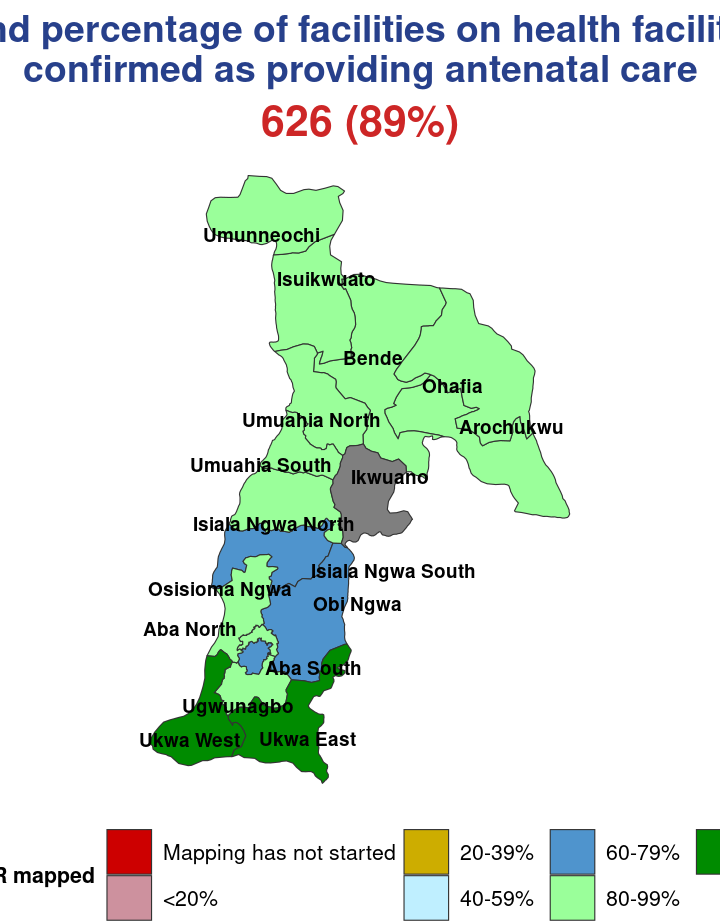 percentage of facilities on health
confirmed as providing antenatal care
626 (89%)
Umunneochi
Isuikwuato
Bende
Ohafia
Umuahia North
Arochukwu
Umuahia South
Ikwuano
Isiala Ngwa North
Isiala Ngwa South
Osisioma Ngwa
Obi Ngwa
Aba North
Aba South
Ugwunagbo
Ukwa West
Ukwa East
mapped
Mapping has not started
20-39%
60-79%
<20%
40-59%
80-99%